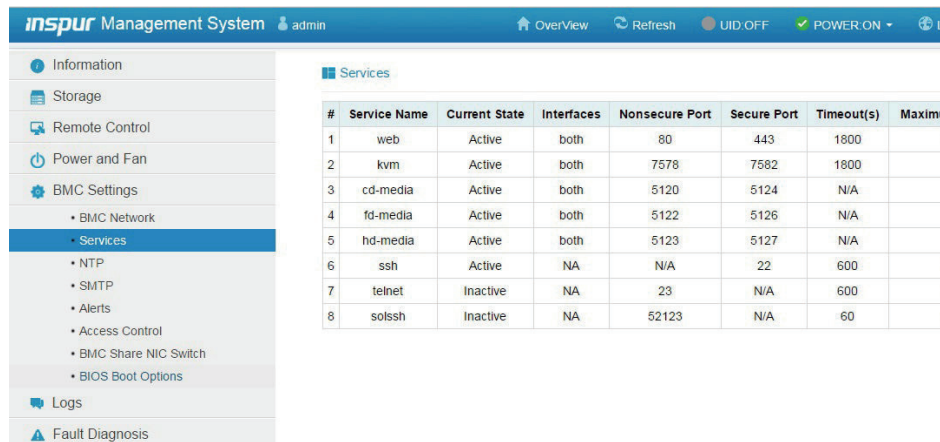 inspur Management System admin OverView Refresh UID:OFF POWER:ON
Information
Storage
Remote Control
Power and Fan
BMC Settings
• BMC Network
• Services
• NTP
• SMTP
• Alerts
• Access Control
• BMC Share NIC Switch
• BIOS Boot Options
Logs
Fault Diagnosis
Services
# Service Name Current State Interfaces Nonsecure Port Secure Port Timeout(s) Maximu
1 web Active both 80 443 1800
2 kvm Active both 7578 7582 1800
3 cd-media Active both 5120 5124 N/A
4 fd-media Active both 5122 5126 N/A
5 hd-media Active both 5123 5127 N/A
6 ssh Active NA N/A 22 600
7 telnet Inactive NA 23 N/A 600
8 solssh Inactive NA 52123 N/A 60